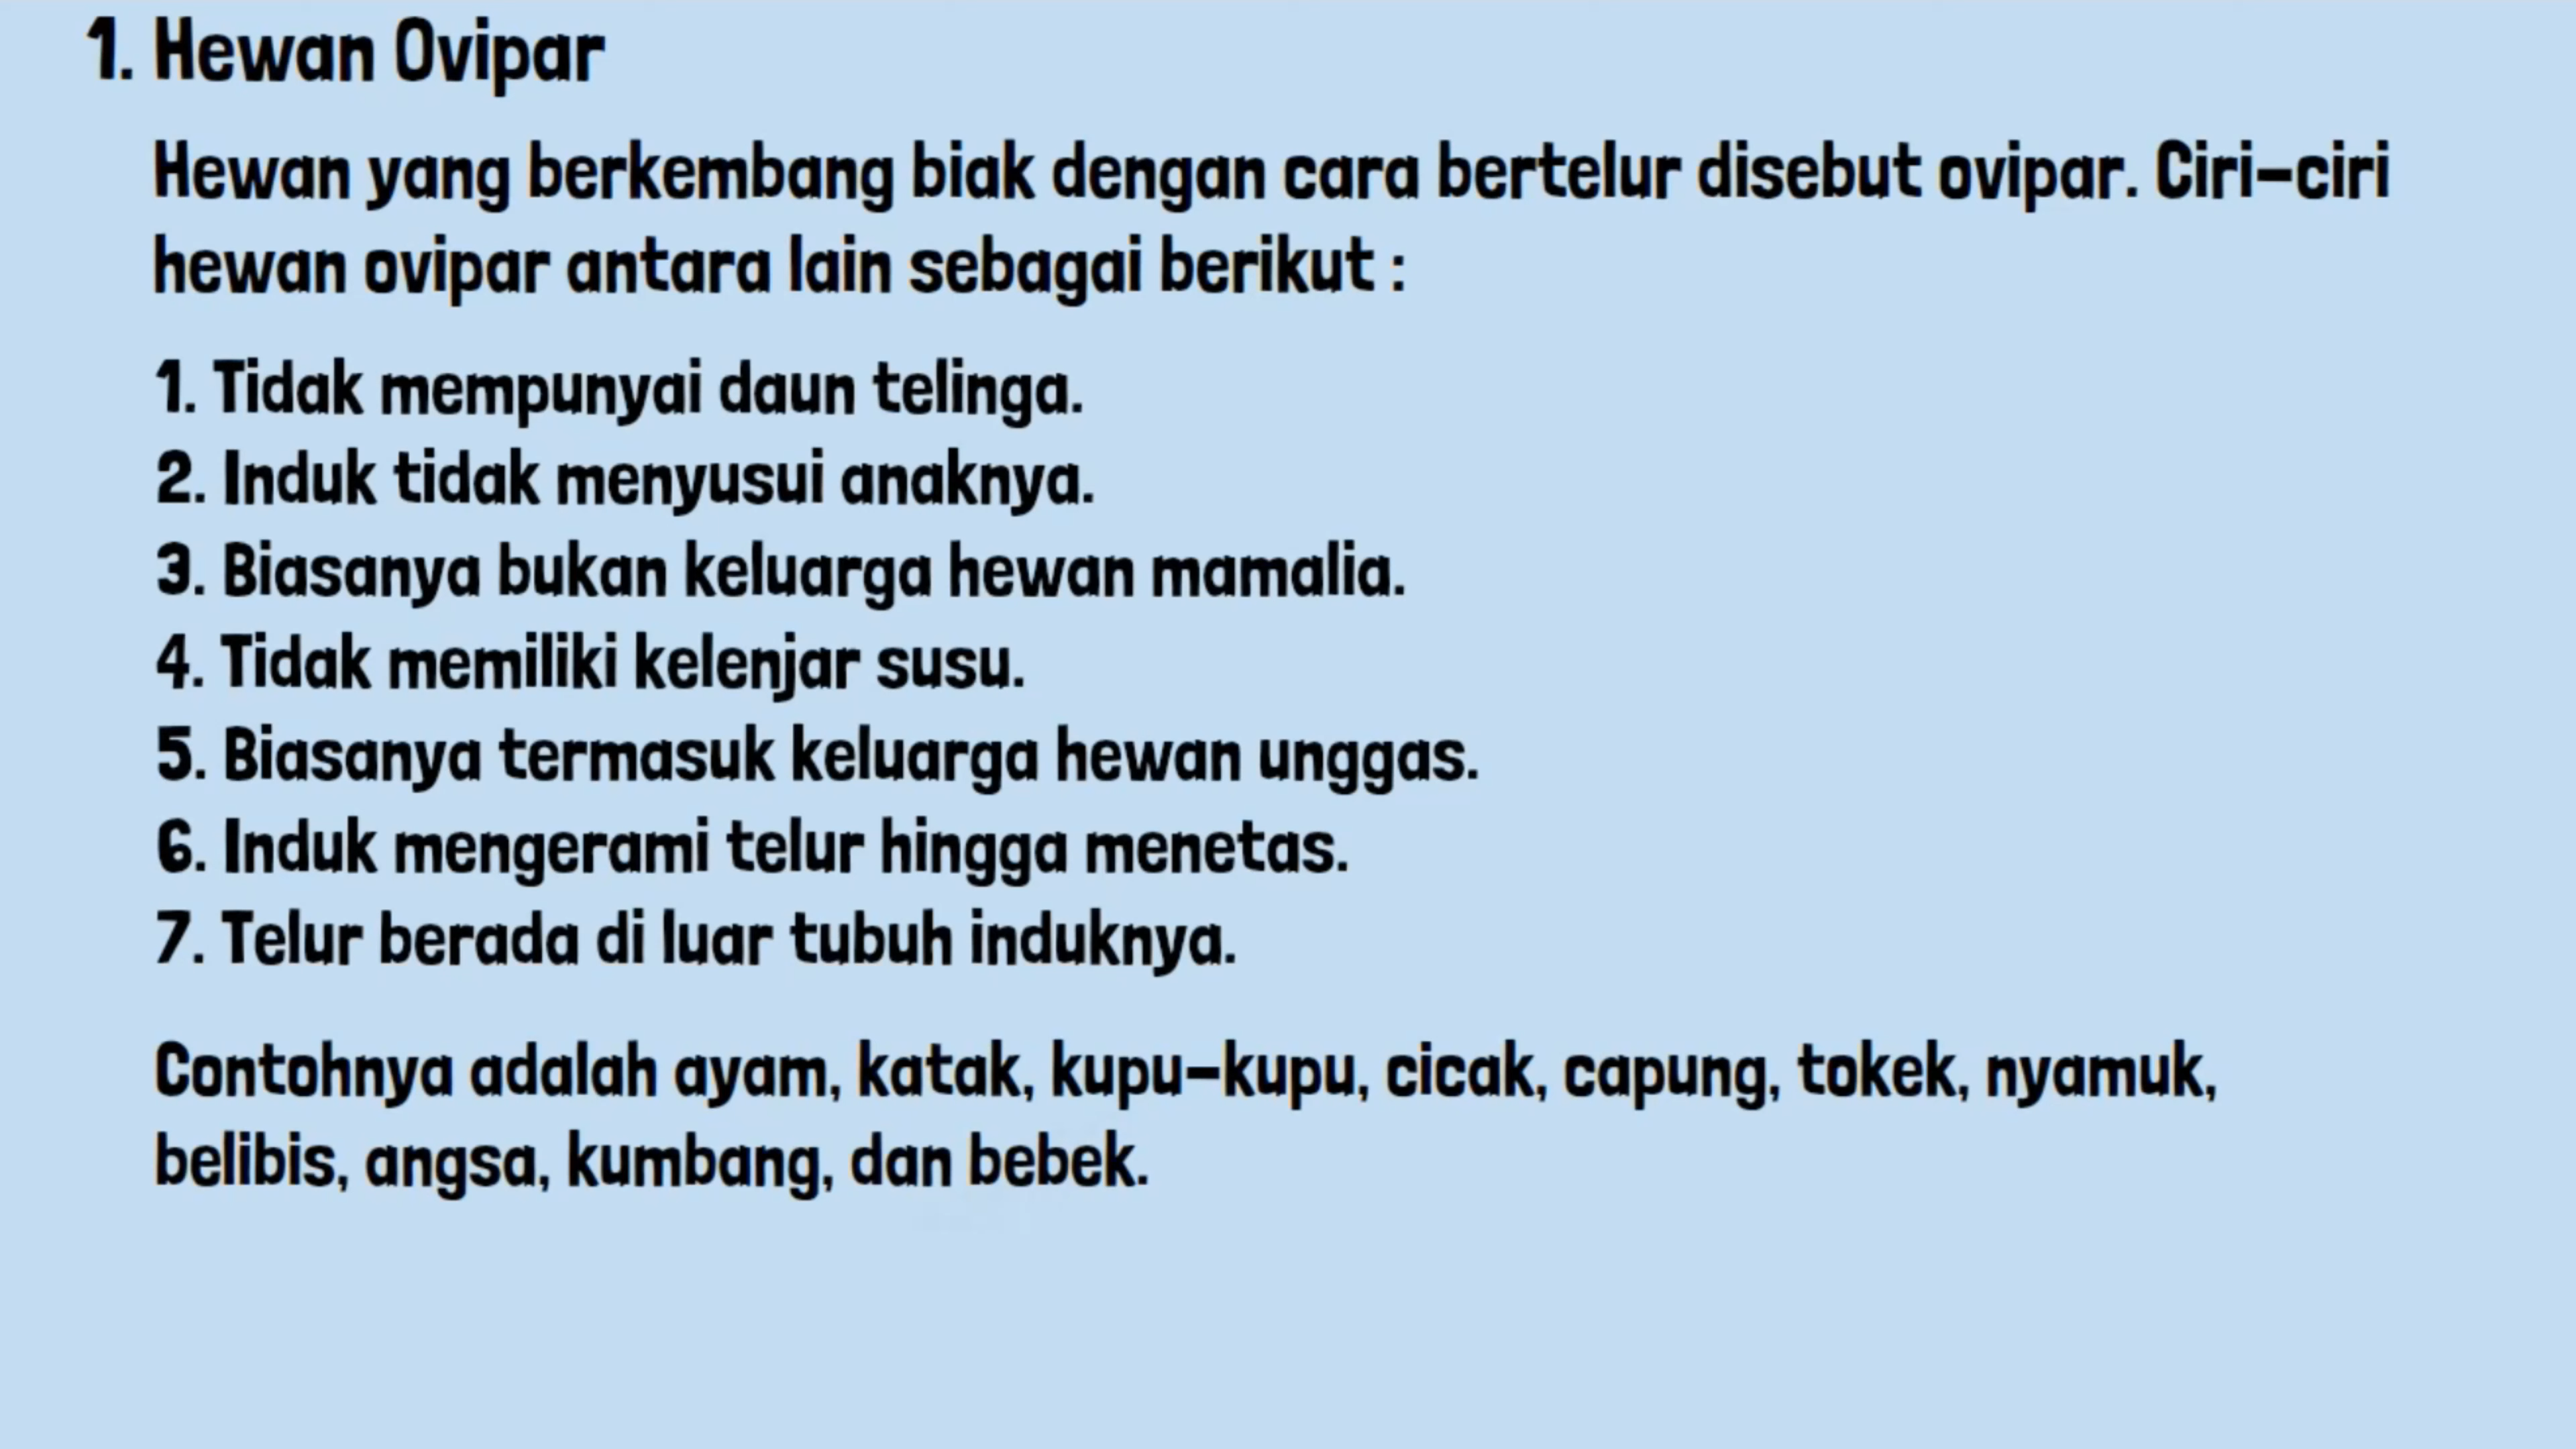 1. Hewan Ovipar
Hewan yang berkembang biak dengan cara bertelur disebut ovipar. Ciri-ciri
hewan ovipar antara lain sebagai berikut :
1. Tidak mempunyai daun telinga.
2. Induk tidak menyusui anaknya.
3. Biasanya bukan keluarga hewan mamalia.
4. Tidak memiliki kelenjar susu.
5. Biasanya termasuk keluarga hewan unggas.
6. Induk mengerami telur hingga menetas.
7. Telur berada di luar tubuh induknya.
Contohnya adalah ayam, katak, kupu-kupu, cicak, capung, tokek, nyamuk,
belibis, angsa, kumbang, dan bebek.